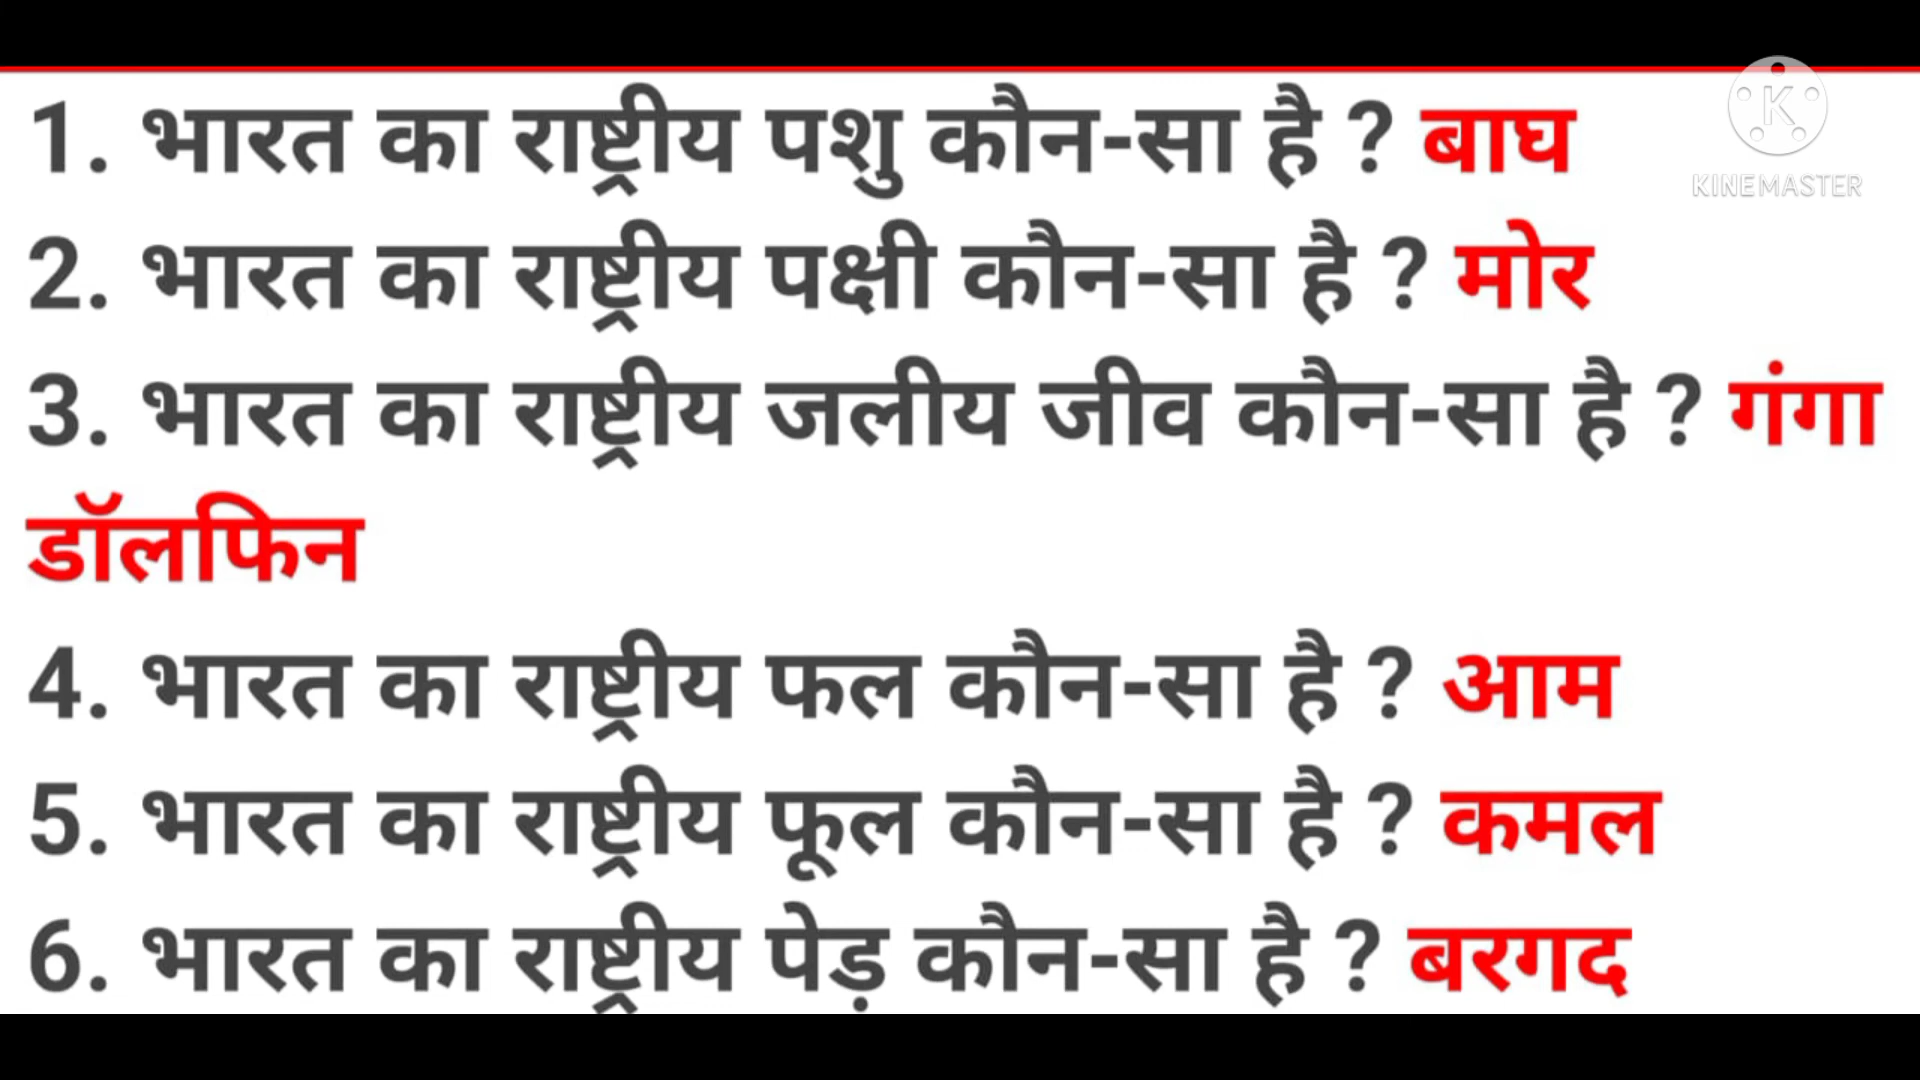 1. भारत का राष्ट्रीय पशु कौन-सा है ? बाघ
2. भारत का राष्ट्रीय पक्षी कौन-सा है ? मोर
3. भारत का राष्ट्रीय जलीय जीव कौन-सा है ? गंगा
डॉलफिन
4. भारत का राष्ट्रीय फल कौन-सा है ? आम
5. भारत का राष्ट्रीय फूल कौन-सा है ? कमल
6. भारत का राष्ट्रीय पेड़ कौन-सा है ? बरगद
K
KINEMASTER